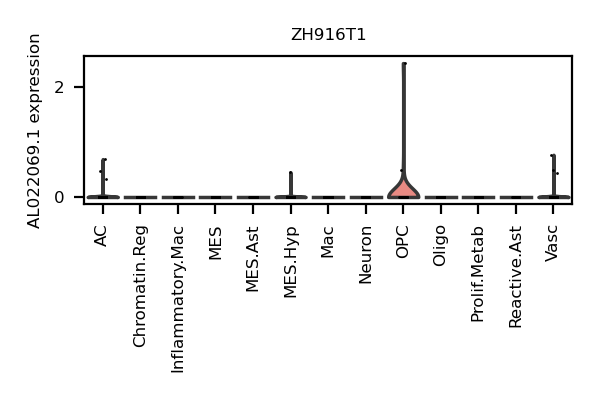 ZH916T1
AL022069.1 expression
2
0
AC
Chromatin.Reg
Inflammatory.Mac
MES
MES.Ast
MES.Hyp
Mac
Neuron
OPC
Oligo
Prolif.Metab
Reactive.Ast
Vasc